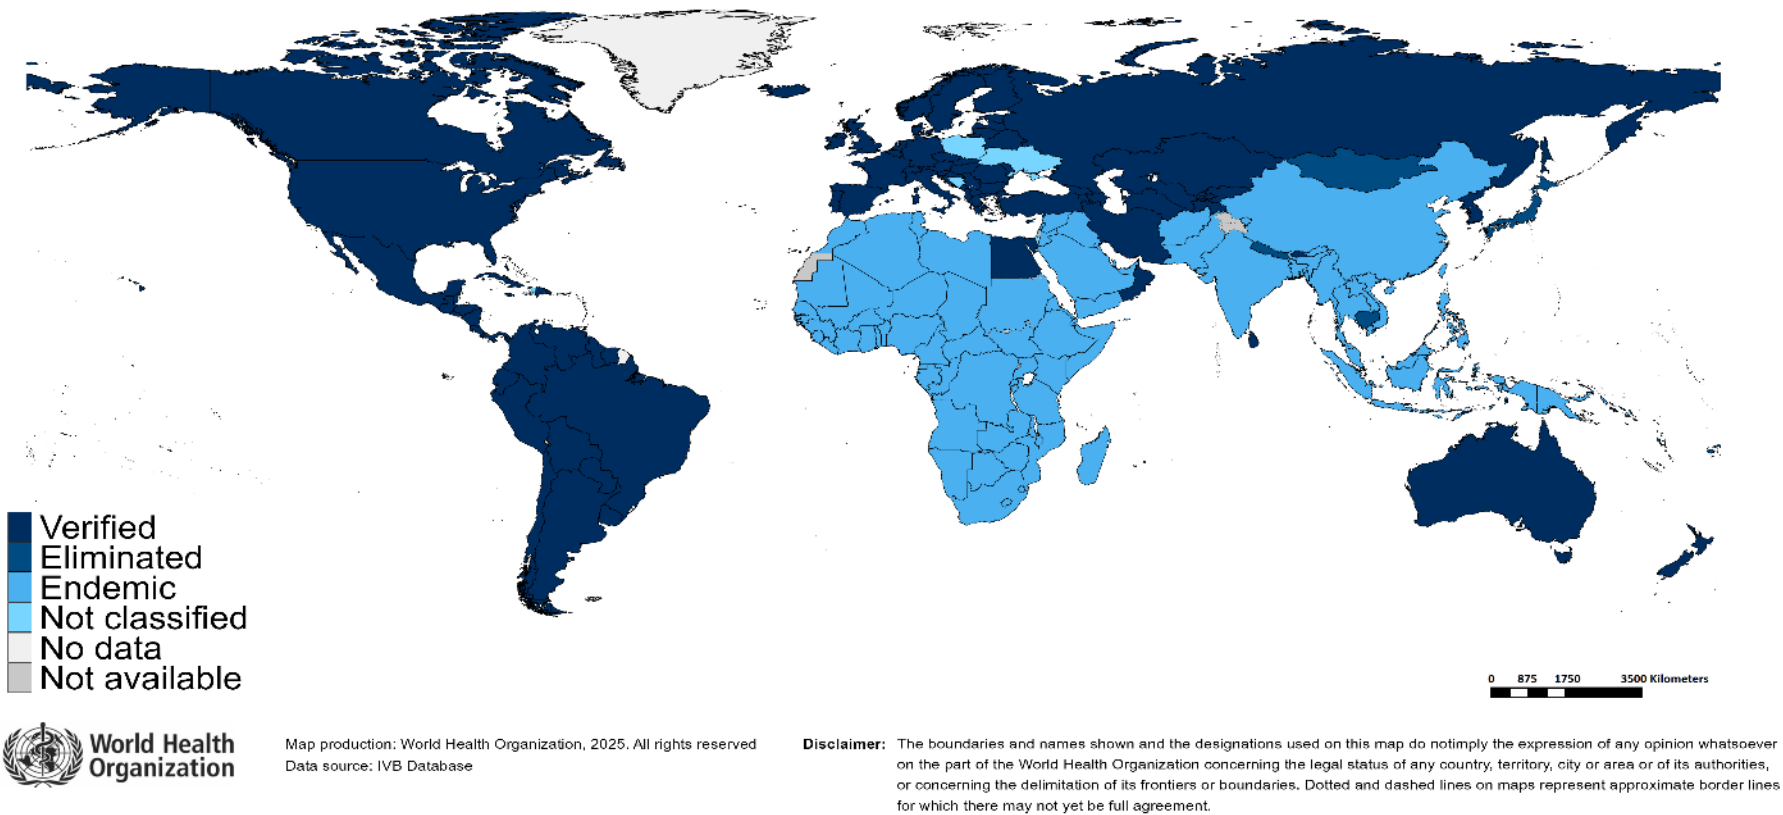 Verified
Eliminated
Endemic
Not classified
No data
Not available
0 875 1750 3500 Kilometers
World Health
Organization
Map production: World Health Organization, 2025. All rights reserved
Data source: IVB Database
Disclaimer: The boundaries and names shown and the designations used on this map do notimply the expression of any opinion whatsoever
on the part of the World Health Organization concerning the legal status of any country, territory, city or area or of its authorities,
or concerning the delimitation of its frontiers or boundaries. Dotted and dashed lines on maps represent approximate border lines
for which there may not yet be full agreement.